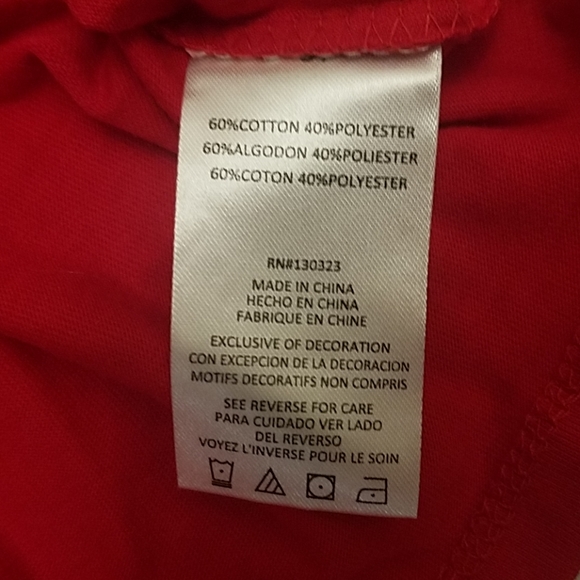 60%COTTON 40%POLYESTER
60%ALGODON 40%POLIESTER
60%COTON 40%POLYESTER
RN#130323
MADE IN CHINA
HECHO EN CHINA
FABRIQUE EN CHINE
EXCLUSIVE OF DECORATION
CON EXCEPCION DE LA DECORACION
MOTIFS DECORATIFS NON COMPRIS
SEE REVERSE FOR CARE
PARA CUIDADO VER LADO
DEL REVERSO
VOYEZ L'INVERSE POUR LE SOIN